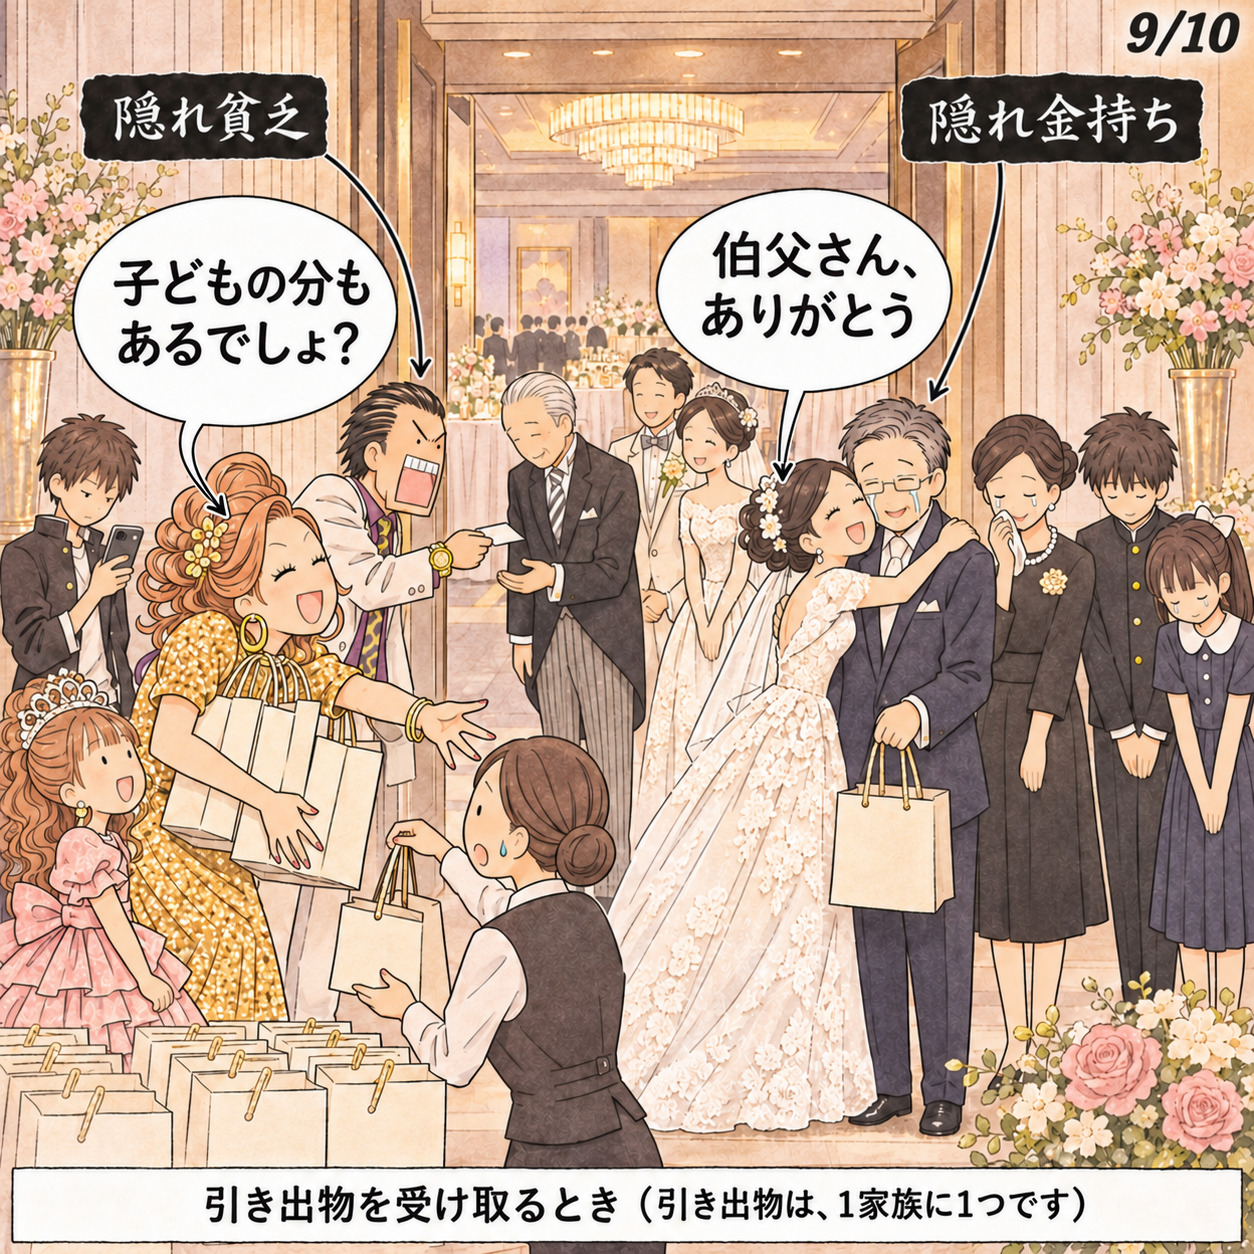 9/10
隠れ貧乏
隠れ金持ち
子どもの分も
あるでしょ?
伯父さん、
ありがとう
引き出物を受け取るとき（引き出物は、1家族に1つです）